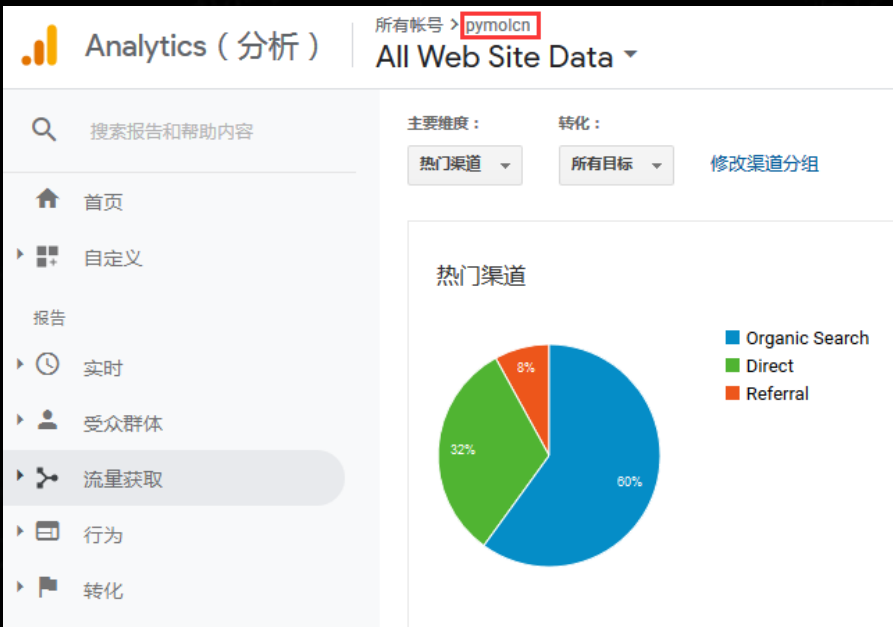 所有帐号 > pymolcn
Analytics（分析）
All Web Site Data
搜索报告和帮助内容
首页
自定义
报告
实时
受众群体
流量获取
行为
转化
主要维度：
转化：
热门渠道
所有目标
修改渠道分组
热门渠道
8%
32%
60%
Organic Search
Direct
Referral